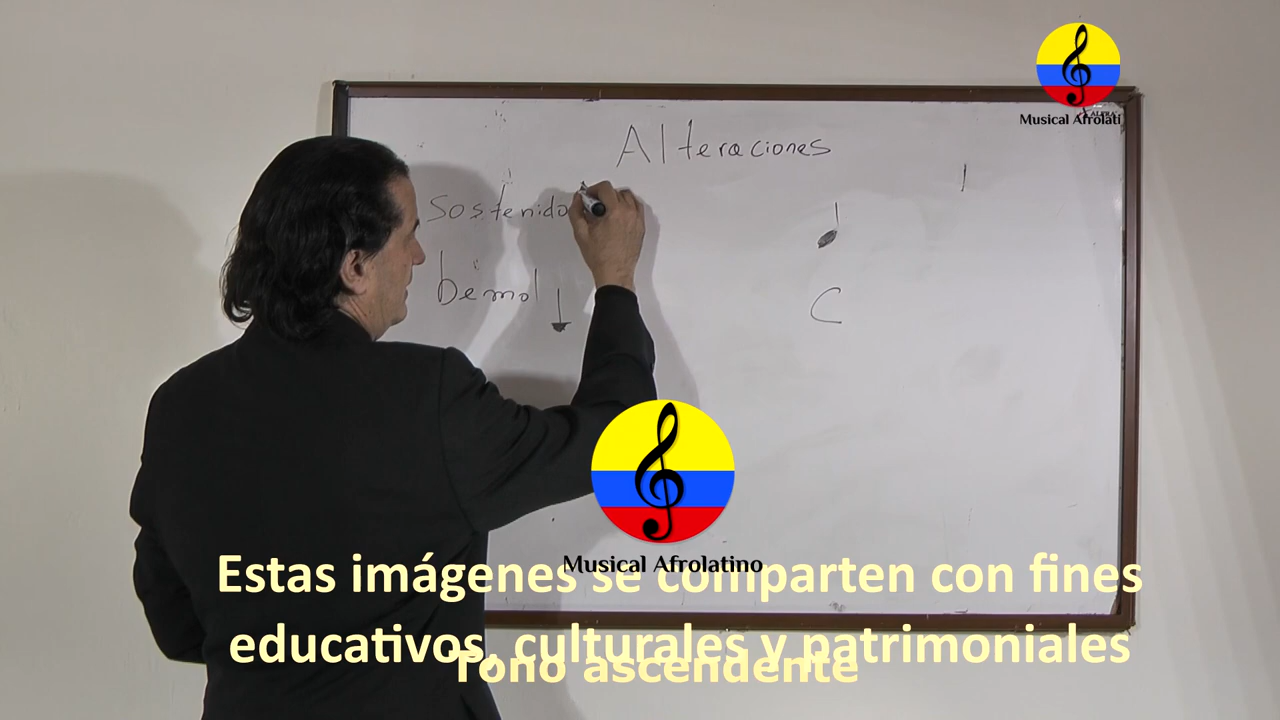 Musical Afrolati
Alteraciones
Sostenido
bemol
C
Musical Afrolatino
Estas imágenes se comparten con fines
educativos, culturales y patrimoniales
Tono ascendente